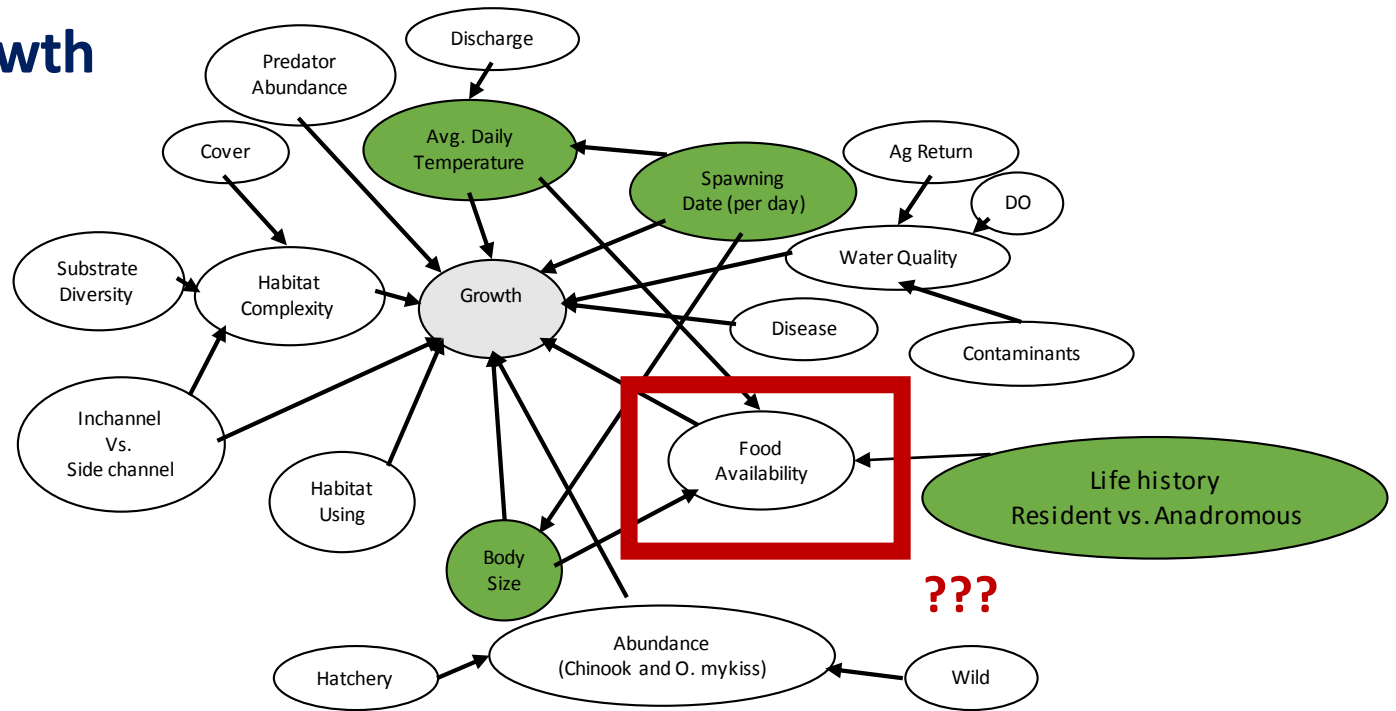 wth
Discharge
Predator
Abundance
Avg. Daily
Temperature
Cover
Ag Return
Spawning
Date (per day)
DO
Water Quality
Substrate
Diversity
Habitat
Complexity
Growth
Disease
Contaminants
Inchannel
Vs.
Side channel
Food
Availability
Habitat
Using
Life history
Resident vs. Anadromous
Body
Size
???
Abundance
(Chinook and O. mykiss)
Hatchery
Wild